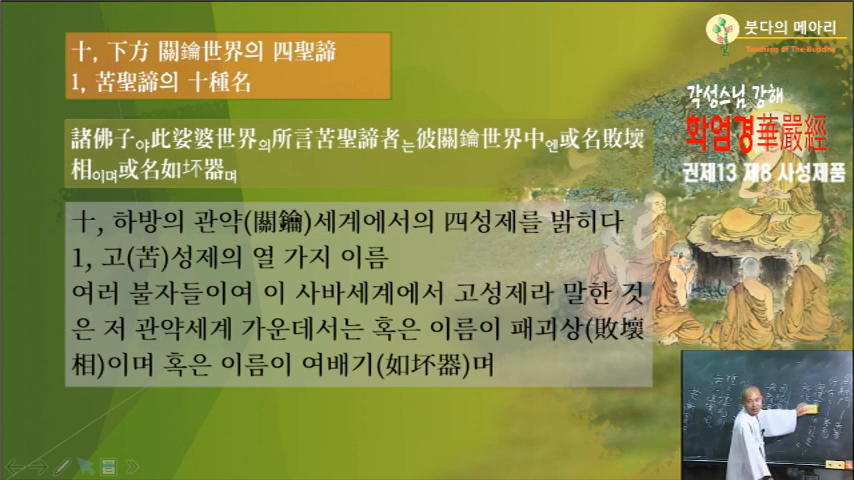 十, 下方 關鑰世界의 四聖諦
1, 苦聖諦의 十種名
諸佛子야此娑婆世界의所言苦聖諦者는彼關鑰世界中엔或名敗壞
相이며或名如坏器며
十, 하방의 관약(關鑰)세계에서의 四성제를 밝히다
1, 고(苦)성제의 열 가지 이름
여러 불자들이여 이 사바세계에서 고성제라 말한 것
은 저 관약세계 가운데서는 혹은 이름이 패괴상(敗壞
相)이며 혹은 이름이 여배기(如坏器)며
붓다의 메아리
Teaching of The Buddha
각성스님 강해
화엄경華嚴經
권제13 제8 사성제품